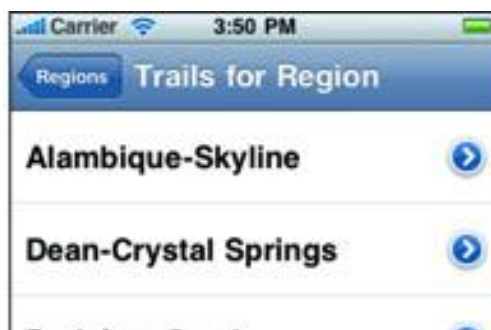 Carrier 3:50 PM
Regions Trails for Region
Alambique-Skyline
Dean-Crystal Springs